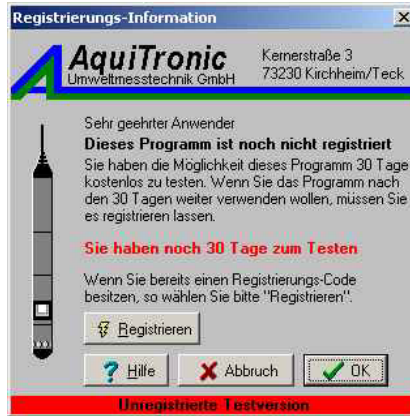 Registrierungs-Information
AquiTronic
Umweltmesstechnik GmbH
Kernerstraße 3
73230 Kirchheim/Teck
Sehr geehrter Anwender
Dieses Programm ist noch nicht registriert
Sie haben die Möglichkeit dieses Programm 30 Tage
kostenlos zu testen. Wenn Sie das Programm nach
den 30 Tagen weiter verwenden wollen, müssen Sie
es registrieren lassen.
Sie haben noch 30 Tage zum Testen
Wenn Sie bereits einen Registrierungs-Code
besitzen, so wählen Sie bitte "Registrieren".
Registrieren
Hilfe
Abbruch
OK
Unregistrierte Testversion